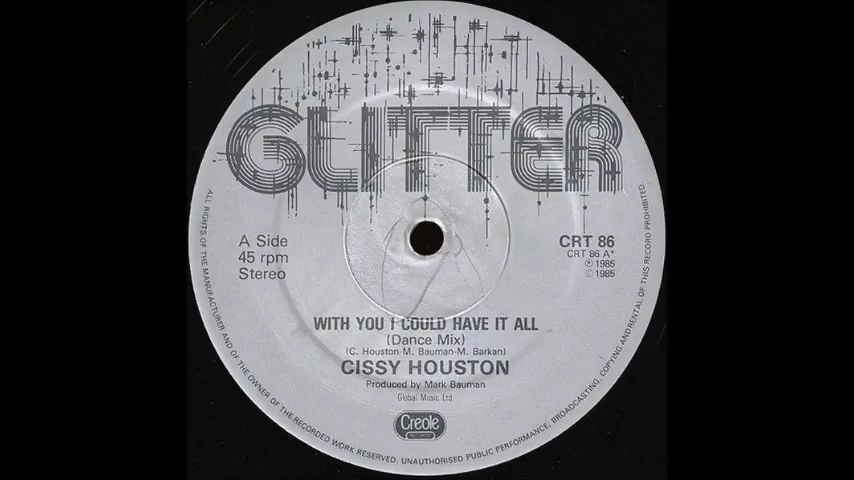 GLITTER
A Side
45 rpm
Stereo
CRT 86
CRT 86 A*
℗ 1985
© 1985
WITH YOU I COULD HAVE IT ALL
(Dance Mix)
(C. Houston-M. Bauman-M. Barkan)
CISSY HOUSTON
Produced by Mark Bauman
Global Music Ltd
Creole
RECORDS
ALL RIGHTS OF THE MANUFACTURER AND OF THE OWNER OF THE RECORDED WORK RESERVED. UNAUTHORISED PUBLIC PERFORMANCE, BROADCASTING, COPYING AND RENTAL OF THIS RECORD PROHIBITED